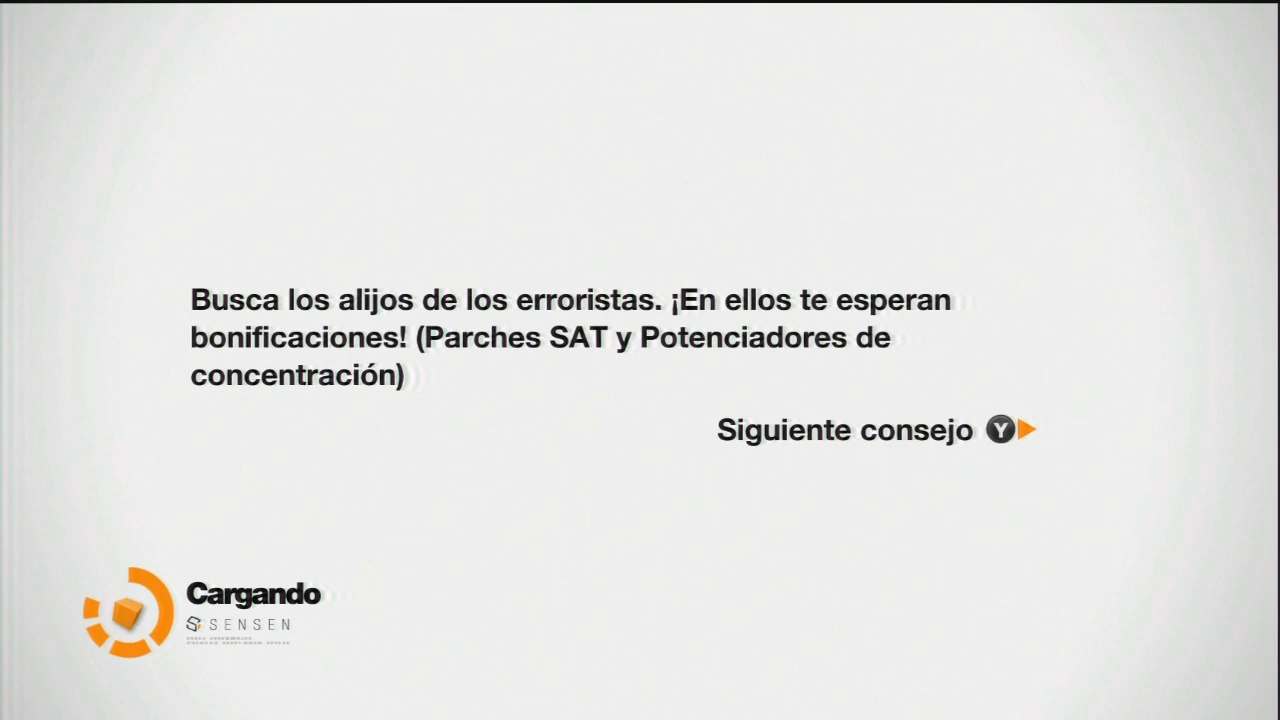 Busca los alijos de los erroristas. ¡En ellos te esperan
bonificaciones! (Parches SAT y Potenciadores de
concentración)
Siguiente consejo Y
Cargando
SENSEN